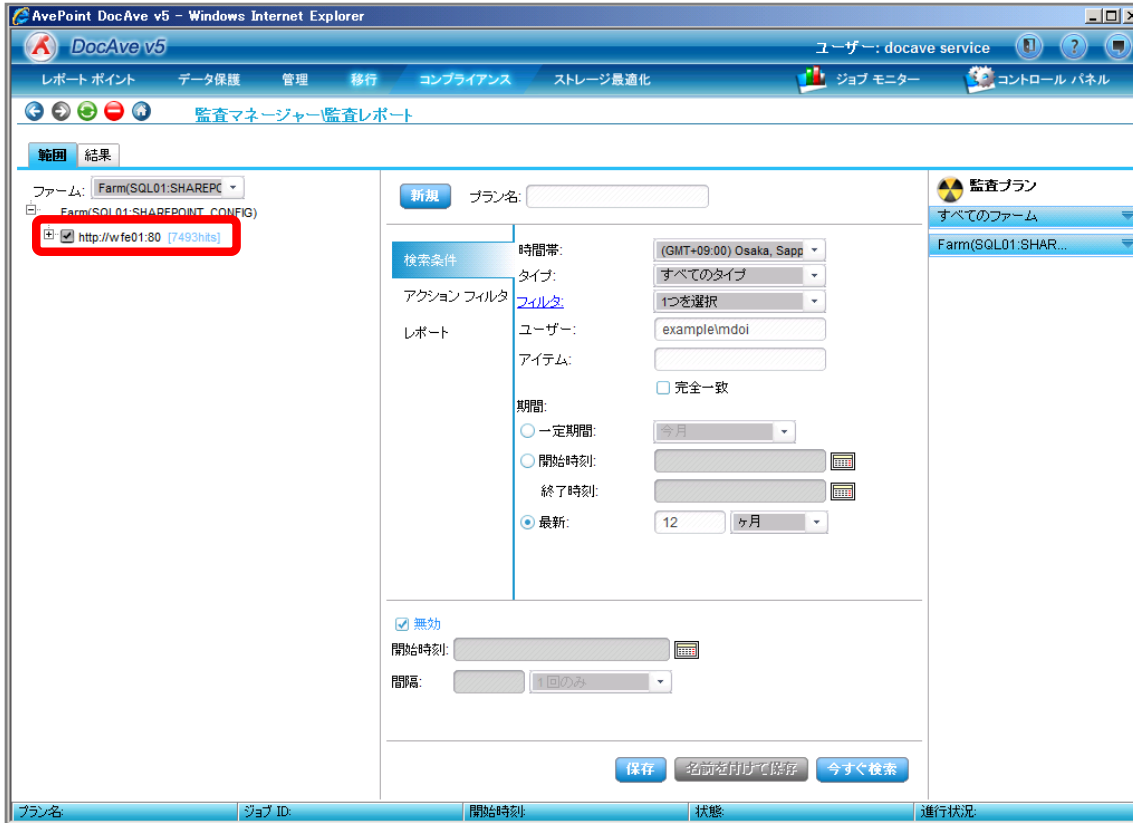 AvePoint DocAve v5 - Windows Internet Explorer
DocAve v5
ユーザー: docave service
レポート ポイント
データ保護
管理
移行
コンプライアンス
ストレージ最適化
ジョブ モニター
コントロール パネル
監査マネージャー\監査レポート
範囲
結果
ファーム:
Farm(SQL01:SHAREPC
Farm(SQL01:SHAREPOINT_CONFIG)
http://wfe01:80 [7493hits]
新規
プラン名:
検索条件
アクション フィルタ
レポート
時間帯:
(GMT+09:00) Osaka, Sapp
タイプ:
すべてのタイプ
フィルタ:
1つを選択
ユーザー:
example\mdoi
アイテム:
完全一致
期間:
一定期間:
今月
開始時刻:
終了時刻:
最新:
12
ヶ月
無効
開始時刻:
間隔:
1回のみ
保存
名前を付けて保存
今すぐ検索
監査プラン
すべてのファーム
Farm(SQL01:SHAR...
プラン名:
ジョブ ID:
開始時刻:
状態:
進行状況: